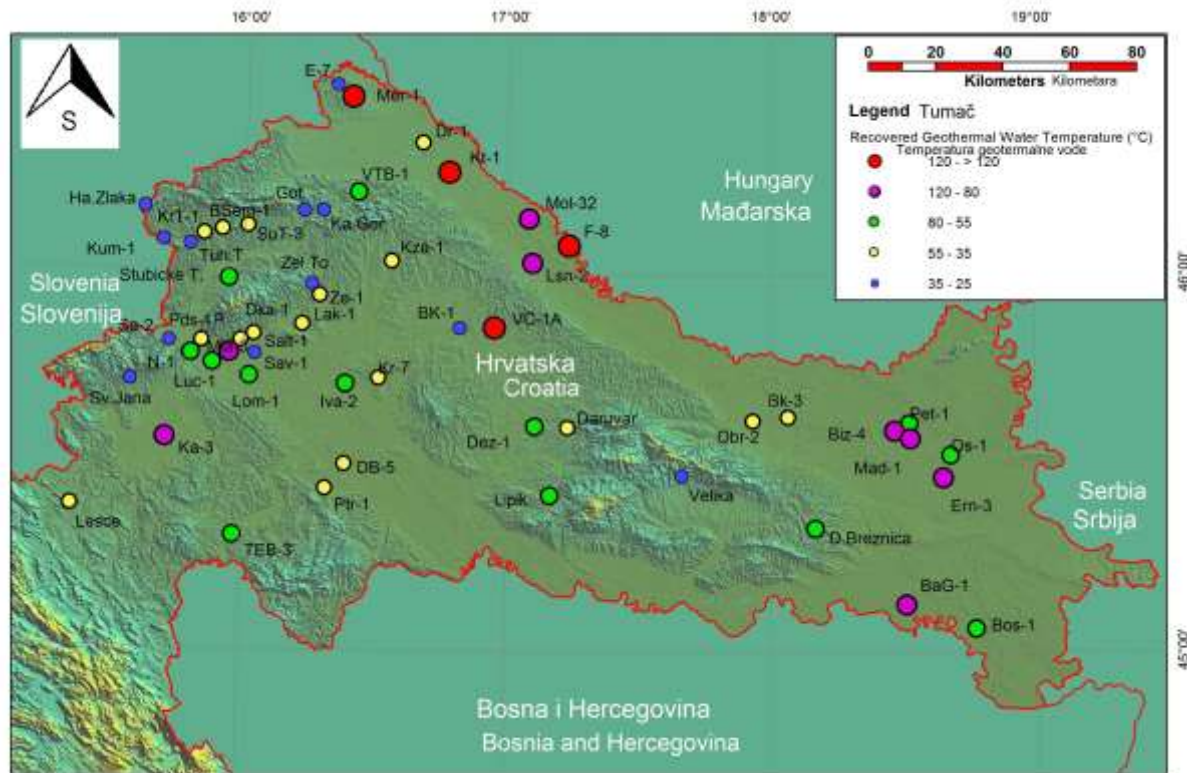 16°00' 17°00' 18°00' 19°00'
S
0 20 40 60 80
Kilometers Kilometara
Legend Tumač
Recovered Geothermal Water Temperature (°C)
Temperatura geotermalne vode
120 - > 120
120 - 80
80 - 55
55 - 35
35 - 25
E-7
Mer-1
Dr-1
Kt-1
VTB-1
Hungary
Mađarska
Ha.Zlaka
Got
Ka.Gor
Mol-32
BSem-1
Kr1-1
SuT-3
Kum-1
Tuh.T
F-8
Kze-1
Lsn-2
46°00'
Slovenia
Slovenija
Stubicke T.
Zel.To
Ze-1
Dka-1
Lak-1
Pds-1
BK-1
VC-1A
N-1
Salt-1
Sav-1
Hrvatska
Croatia
Luc-1
Lom-1
Iva-2
Kr-7
Sv.Jana
Ka-3
Dez-1
Daruvar
Obr-2
Bk-3
Biz-4
Pet-1
Mad-1
Os-1
Ern-3
DB-5
Ptr-1
Lipik
Velika
Serbia
Srbija
Lesce
TEB-3
D.Breznica
BaG-1
Bos-1
45°00'
Bosna i Hercegovina
Bosnia and Hercegovina